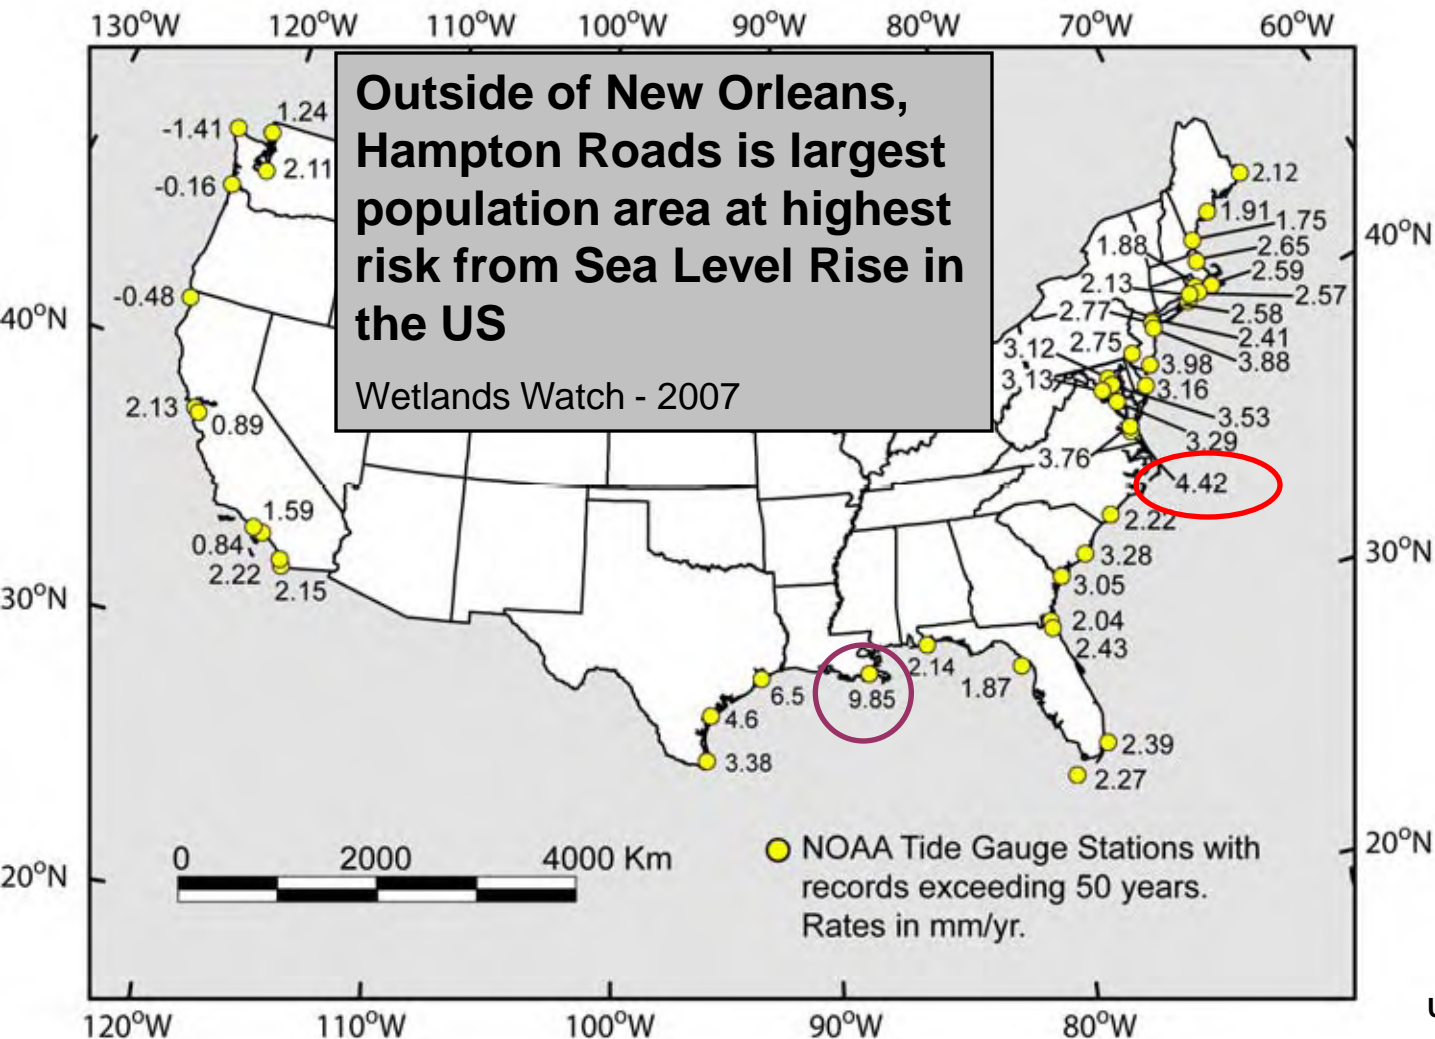 130°W 120°W 110°W 100°W 90°W 80°W 70°W 60°W
Outside of New Orleans,
Hampton Roads is largest
population area at highest
risk from Sea Level Rise in
the US
Wetlands Watch - 2007
-1.41
1.24
2.11
-0.16
-0.48
40°N
2.13
0.89
1.59
0.84
2.22
2.15
30°N
20°N
2.12
1.91
1.75
1.88
2.65
40°N
2.59
2.13
2.57
2.77
2.58
2.41
3.12
2.75
3.88
3.98
3.13
3.16
3.53
3.29
3.76
4.42
2.22
3.28
30°N
3.05
2.04
2.43
2.14
1.87
6.5
9.85
4.6
3.38
2.39
2.27
20°N
0 2000 4000 Km
NOAA Tide Gauge Stations with
records exceeding 50 years.
Rates in mm/yr.
120°W 110°W 100°W 90°W 80°W